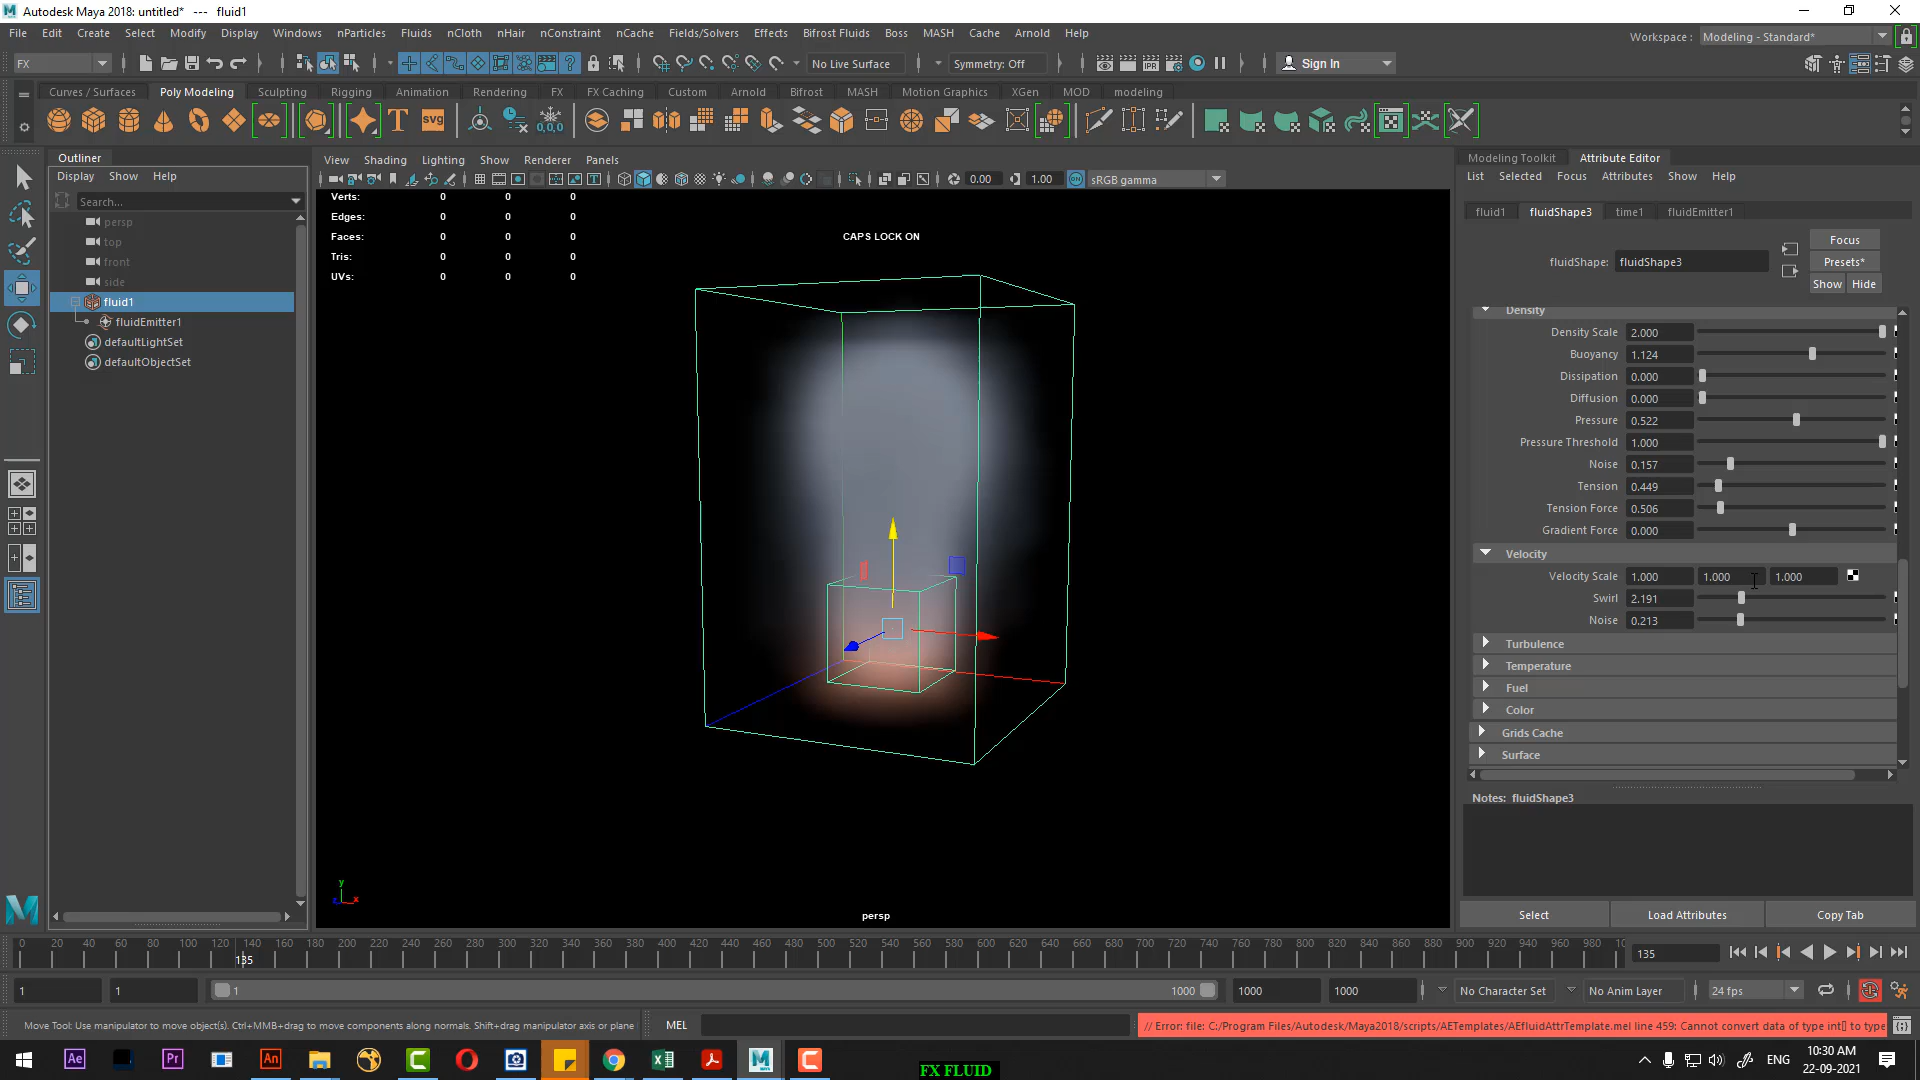 Autodesk Maya 2018: untitled* --- fluid1
File Edit Create Select Modify Display Windows nParticles Fluids nCloth nHair nConstraint nCache Fields/Solvers Effects Bifrost Fluids Boss MASH Cache Arnold Help
Workspace : Modeling - Standard*
FX
No Live Surface
Symmetry: Off
Sign In
Curves / Surfaces Poly Modeling Sculpting Rigging Animation Rendering FX FX Caching Custom Arnold Bifrost MASH Motion Graphics XGen MOD modeling
T
svg
0,0,0
Outliner
Display Show Help
Search...
persp
top
front
side
fluid1
fluidEmitter1
defaultLightSet
defaultObjectSet
View Shading Lighting Show Renderer Panels
0.00 1.00 sRGB gamma
Verts: 0 0 0
Edges: 0 0 0
Faces: 0 0 0
Tris: 0 0 0
UVs: 0 0 0
CAPS LOCK ON
y
z x
persp
Modeling Toolkit Attribute Editor
List Selected Focus Attributes Show Help
fluid1 fluidShape3 time1 fluidEmitter1
fluidShape: fluidShape3
Focus
Presets*
Show Hide
Density
Density Scale 2.000
Buoyancy 1.124
Dissipation 0.000
Diffusion 0.000
Pressure 0.522
Pressure Threshold 1.000
Noise 0.157
Tension 0.449
Tension Force 0.506
Gradient Force 0.000
Velocity
Velocity Scale 1.000 1.000 1.000
Swirl 2.191
Noise 0.213
Turbulence
Temperature
Fuel
Color
Grids Cache
Surface
Notes: fluidShape3
Select Load Attributes Copy Tab
0 20 40 60 80 100 120 140 160 180 200 220 240 260 280 300 320 340 360 380 400 420 440 460 480 500 520 540 560 580 600 620 640 660 680 700 720 740 760 780 800 820 840 860 880 900 920 940 960 980 10
135
135
1 1 1 1000 1000 1000 No Character Set No Anim Layer 24 fps
Move Tool: Use manipulator to move object(s). Ctrl+MMB+drag to move components along normals. Shift+drag manipulator axis or plane
MEL
// Error: file: C:/Program Files/Autodesk/Maya2018/scripts/AETemplates/AEfluidAttrTemplate.mel line 459: Cannot convert data of type int[] to type
Ae Pr An
FX FLUID
ENG
10:30 AM
22-09-2021